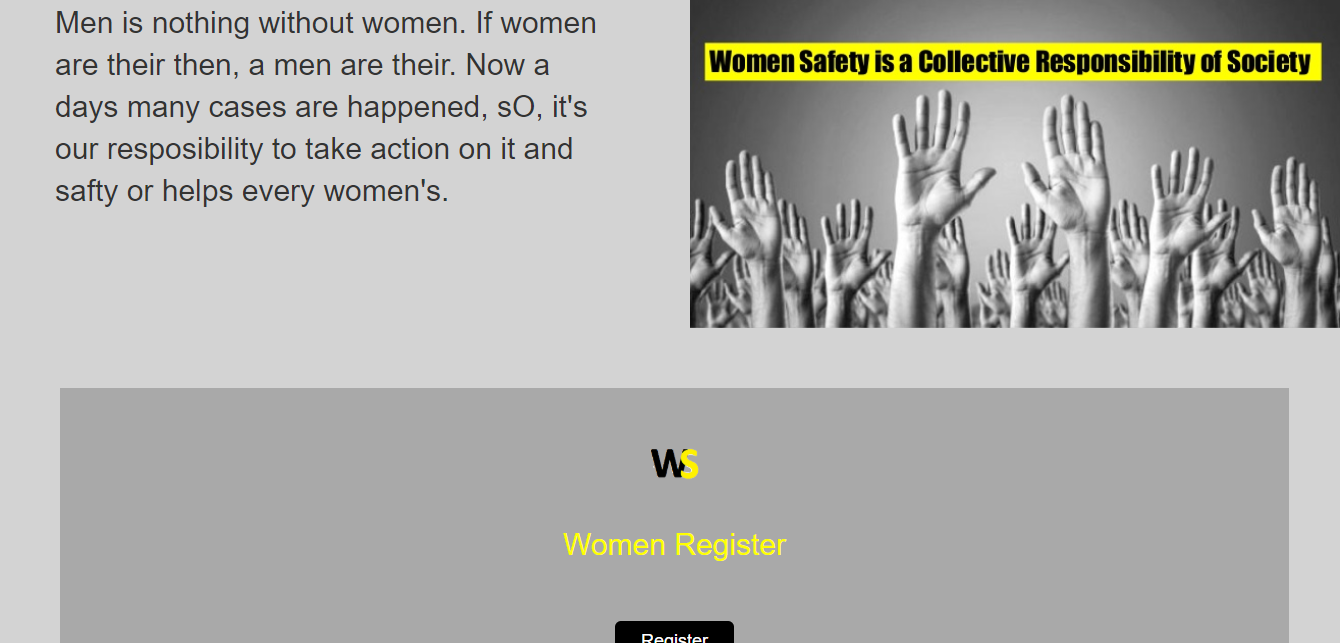 Men is nothing without women. If women
are their then, a men are their. Now a
days many cases are happened, sO, it's
our resposibility to take action on it and
safty or helps every women's.
Women Safety is a Collective Responsibility of Society
WS
Women Register
Register